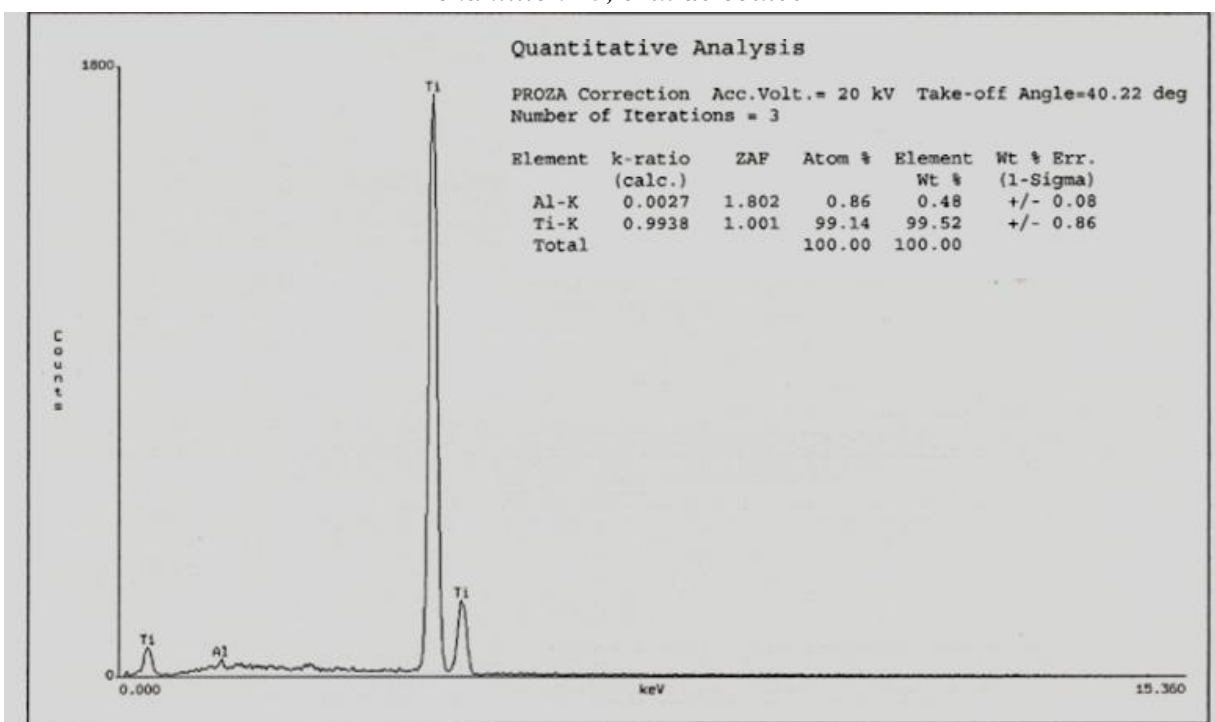 Quantitative Analysis
PROZA Correction Acc.Volt.= 20 kV Take-off Angle=40.22 deg
Number of Iterations = 3
Element k-ratio ZAF Atom % Element Wt % Err.
(calc.) Wt % (1-Sigma)
Al-K 0.0027 1.802 0.86 0.48 +/- 0.08
Ti-K 0.9938 1.001 99.14 99.52 +/- 0.86
Total 100.00 100.00
1800
Ti
Counts
Ti
Ti
Al
0
0.000 keV 15.360